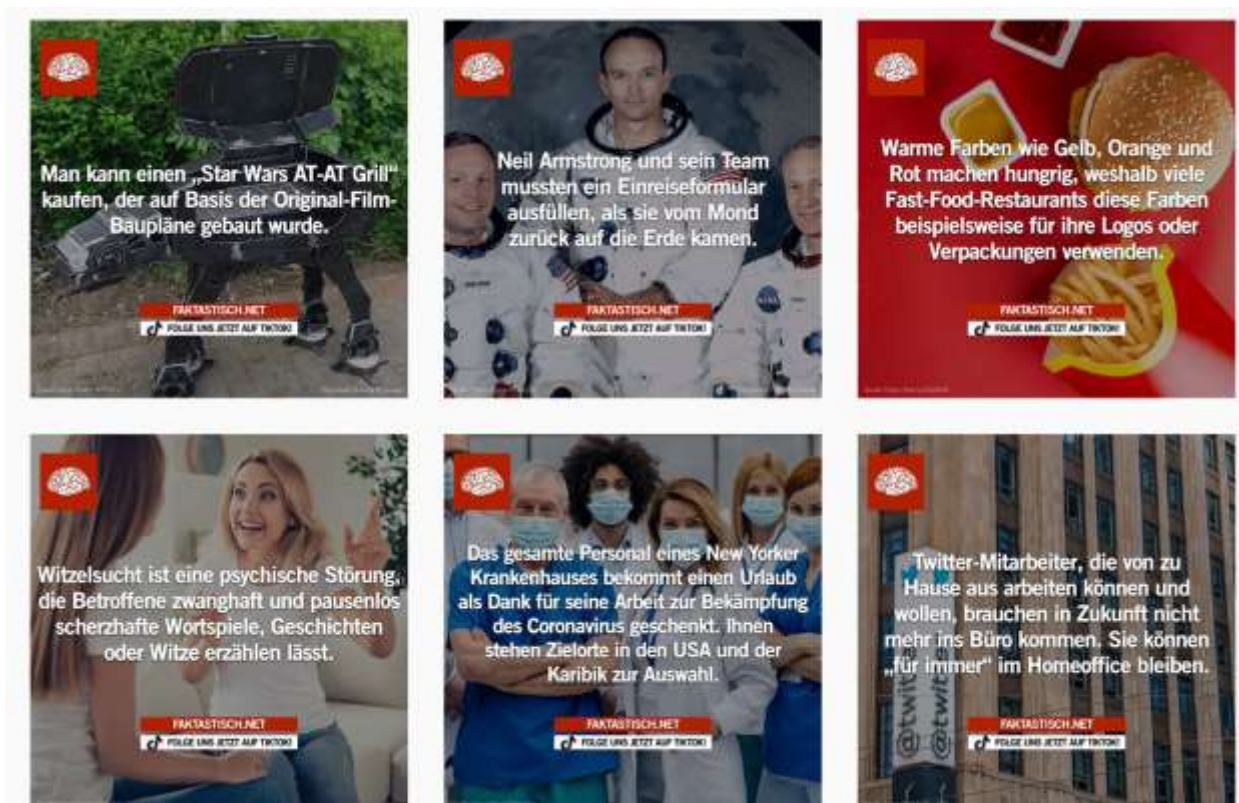 Man kann einen „Star Wars AT-AT Grill“
kaufen, der auf Basis der Original-Film-
Baupläne gebaut wurde.
FAKTASTISCH.NET
FOLGE UNS JETZT AUF TIKTOK!
Neil Armstrong und sein Team
mussten ein Einreiseformular
ausfüllen, als sie vom Mond
zurück auf die Erde kamen.
FAKTASTISCH.NET
FOLGE UNS JETZT AUF TIKTOK!
Warme Farben wie Gelb, Orange und
Rot machen hungrig, weshalb viele
Fast-Food-Restaurants diese Farben
beispielsweise für ihre Logos oder
Verpackungen verwenden.
FAKTASTISCH.NET
FOLGE UNS JETZT AUF TIKTOK!
Witzelsucht ist eine psychische Störung,
die Betroffene zwanghaft und pausenlos
scherzhafte Wortspiele, Geschichten
oder Witze erzählen lässt.
FAKTASTISCH.NET
FOLGE UNS JETZT AUF TIKTOK!
Das gesamte Personal eines New Yorker
Krankenhauses bekommt einen Urlaub
als Dank für seine Arbeit zur Bekämpfung
des Coronavirus geschenkt. Ihnen
stehen Zielorte in den USA und der
Karibik zur Auswahl.
FAKTASTISCH.NET
FOLGE UNS JETZT AUF TIKTOK!
Twitter-Mitarbeiter, die von zu
Hause aus arbeiten können und
wollen, brauchen in Zukunft nicht
mehr ins Büro kommen. Sie können
„für immer“ im Homeoffice bleiben.
FAKTASTISCH.NET
FOLGE UNS JETZT AUF TIKTOK!
NASA